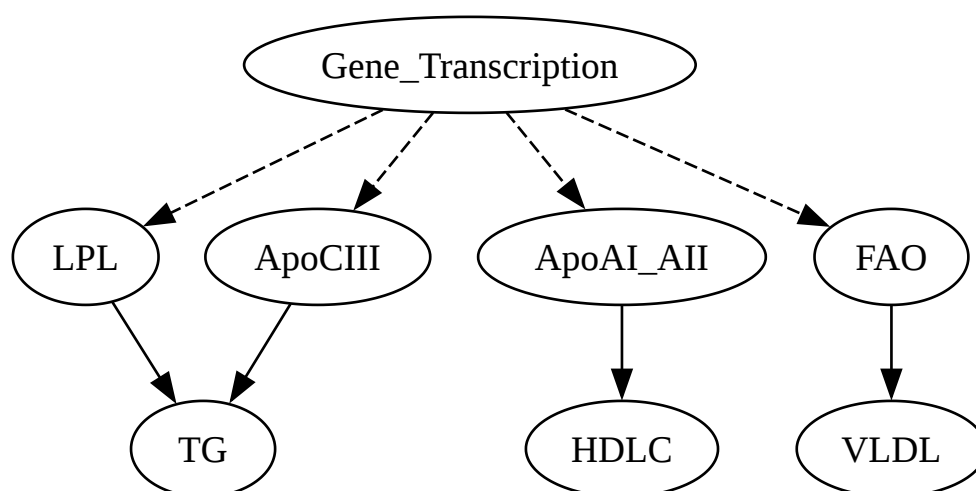 Gene_Transcription
LPL
ApoCIII
ApoAI_AII
FAO
TG
HDLC
VLDL